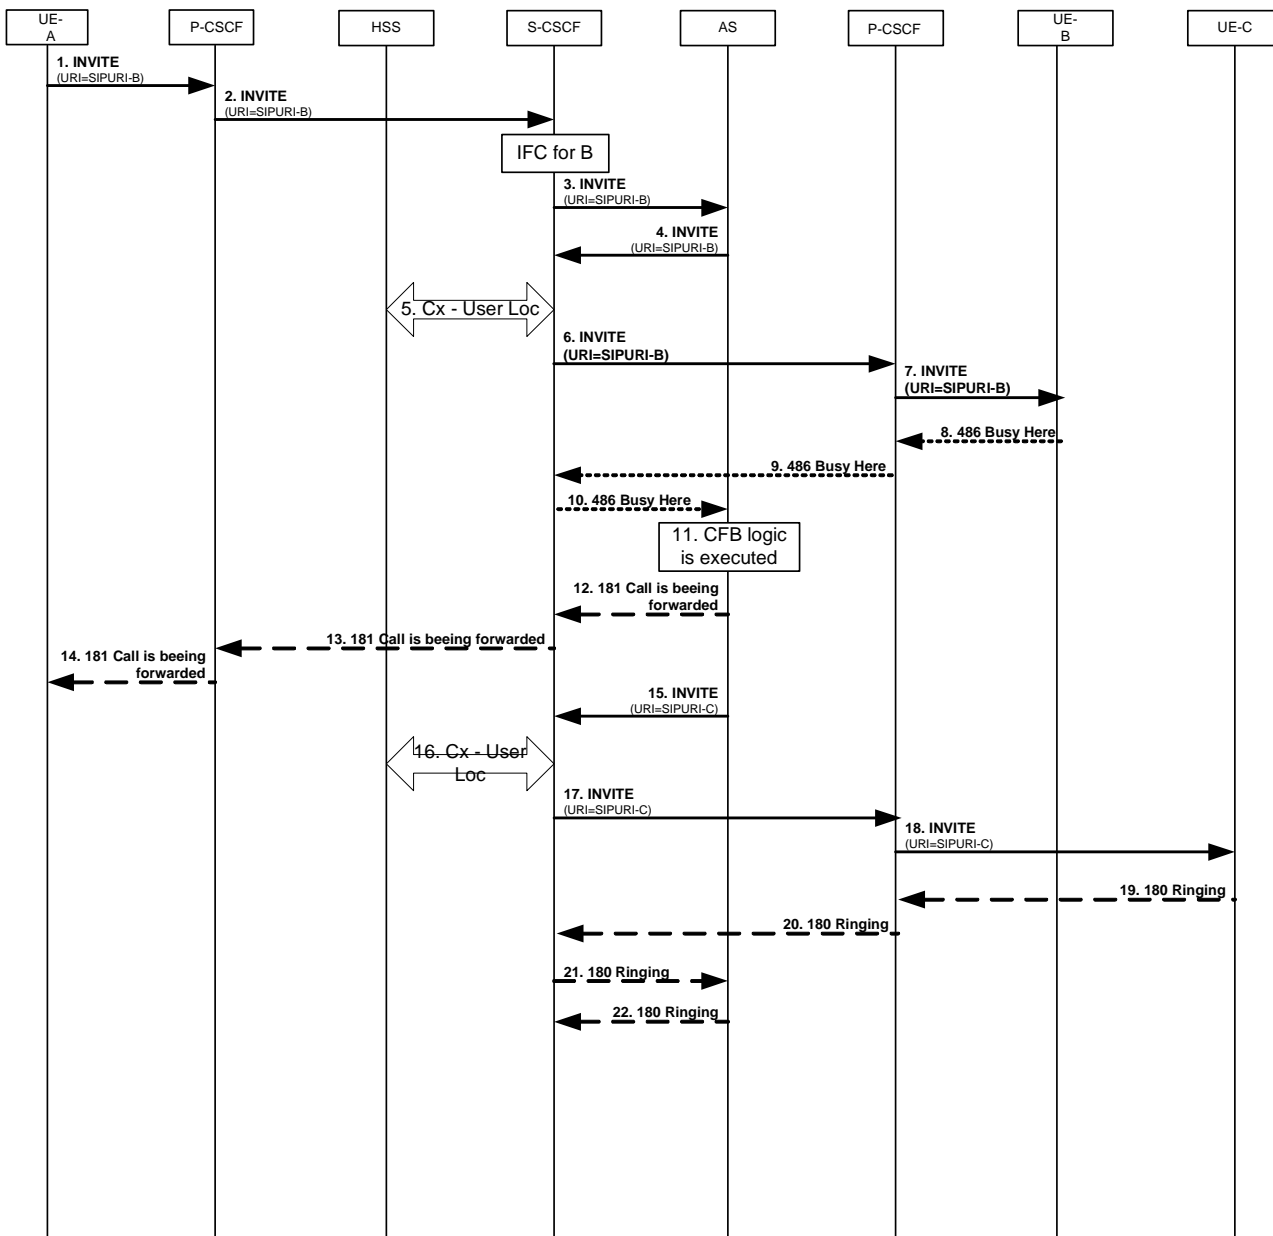 UE-
A
P-CSCF
HSS
S-CSCF
AS
P-CSCF
UE-
B
UE-C
1. INVITE
(URI=SIPURI-B)
2. INVITE
(URI=SIPURI-B)
IFC for B
3. INVITE
(URI=SIPURI-B)
4. INVITE
(URI=SIPURI-B)
5. Cx - User Loc
6. INVITE
(URI=SIPURI-B)
7. INVITE
(URI=SIPURI-B)
8. 486 Busy Here
9. 486 Busy Here
10. 486 Busy Here
11. CFB logic
is executed
12. 181 Call is beeing
forwarded
13. 181 Call is beeing forwarded
14. 181 Call is beeing
forwarded
15. INVITE
(URI=SIPURI-C)
16. Cx - User
Loc
17. INVITE
(URI=SIPURI-C)
18. INVITE
(URI=SIPURI-C)
19. 180 Ringing
20. 180 Ringing
21. 180 Ringing
22. 180 Ringing